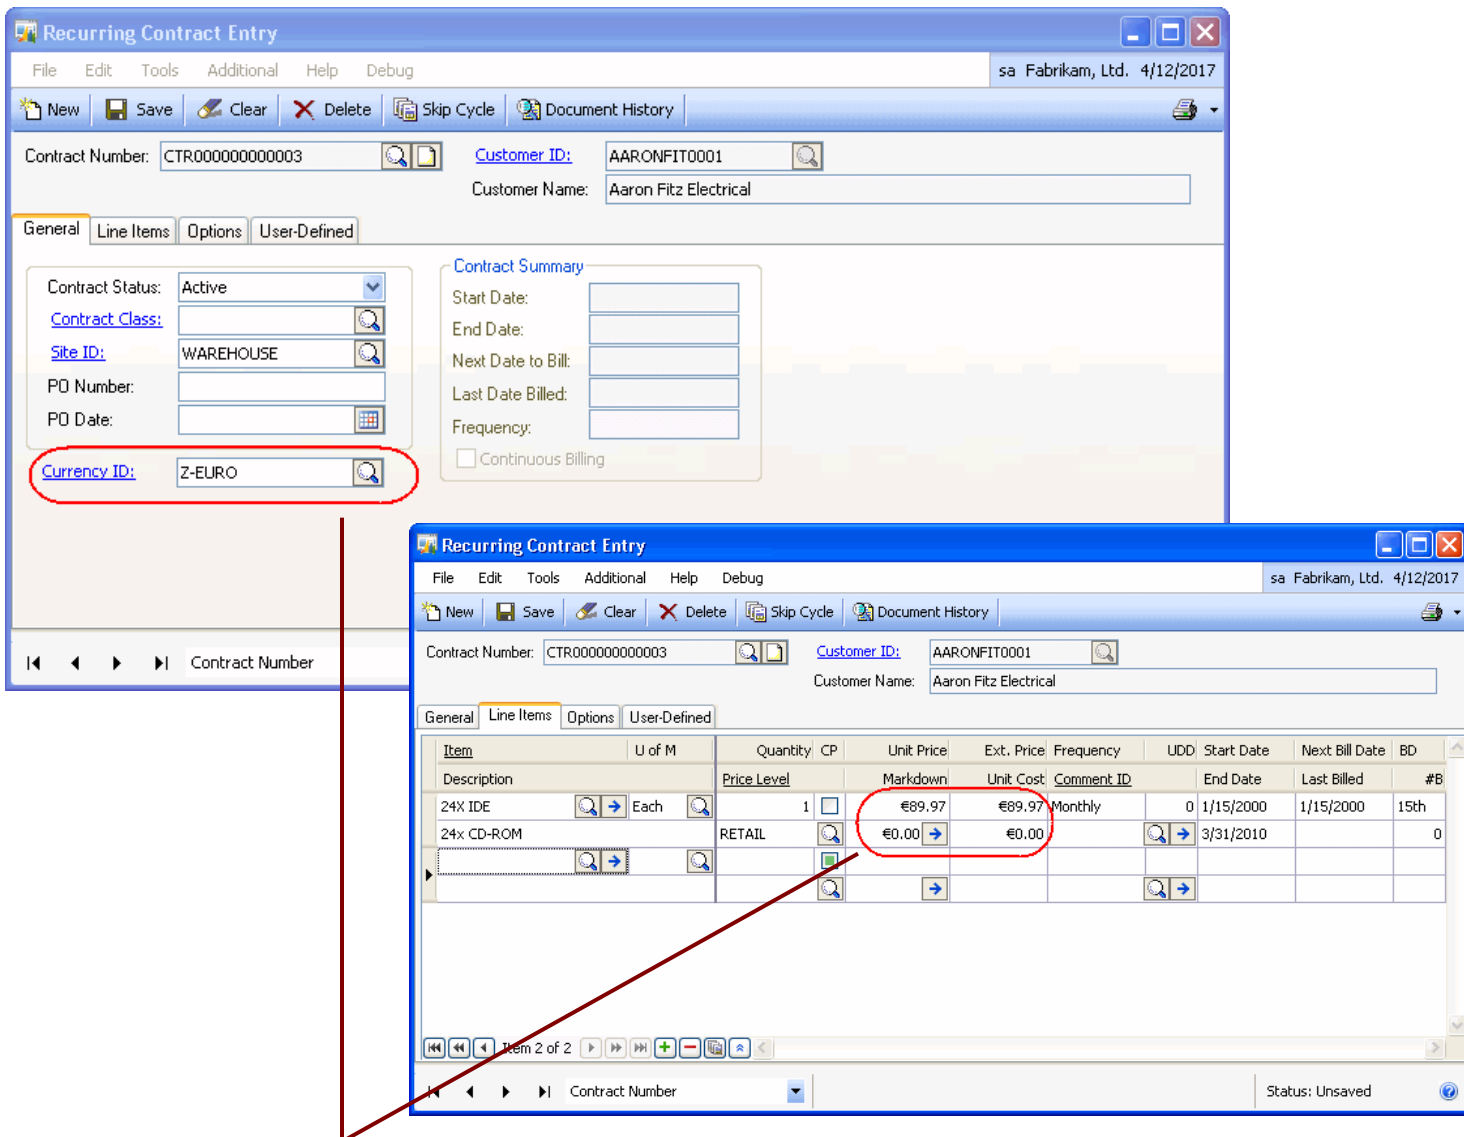 Recurring Contract Entry
File Edit Tools Additional Help Debug sa Fabrikam, Ltd. 4/12/2017
New Save Clear Delete Skip Cycle Document History
Contract Number: CTR000000000003 Customer ID: AARONFIT0001
Customer Name: Aaron Fitz Electrical
General Line Items Options User-Defined
Contract Summary
Contract Status: Active
Start Date:
Contract Class:
End Date:
Site ID: WAREHOUSE
Next Date to Bill:
PO Number:
Last Date Billed:
PO Date:
Frequency:
Continuous Billing
Currency ID: Z-EURO
Contract Number
Recurring Contract Entry
File Edit Tools Additional Help Debug sa Fabrikam, Ltd. 4/12/2017
New Save Clear Delete Skip Cycle Document History
Contract Number: CTR000000000003 Customer ID: AARONFIT0001
Customer Name: Aaron Fitz Electrical
General Line Items Options User-Defined
Item U of M Quantity CP Unit Price Ext. Price Frequency UDD Start Date Next Bill Date BD
Description Price Level Markdown Unit Cost Comment ID End Date Last Billed #B
24X IDE Each 1 €89.97 €89.97 Monthly 0 1/15/2000 1/15/2000 15th
24x CD-ROM RETAIL €0.00 €0.00 3/31/2010 0
Item 2 of 2
Contract Number Status: Unsaved